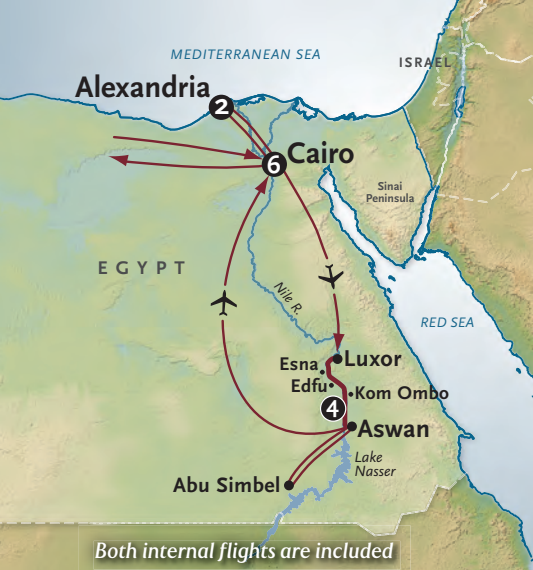 MEDITERRANEAN SEA
ISRAEL
Alexandria
2
6 Cairo
Sinai
Peninsula
EGYPT
Nile R.
RED SEA
Luxor
Esna
Edfu
Kom Ombo
4
Aswan
Lake
Nasser
Abu Simbel
Both internal flights are included